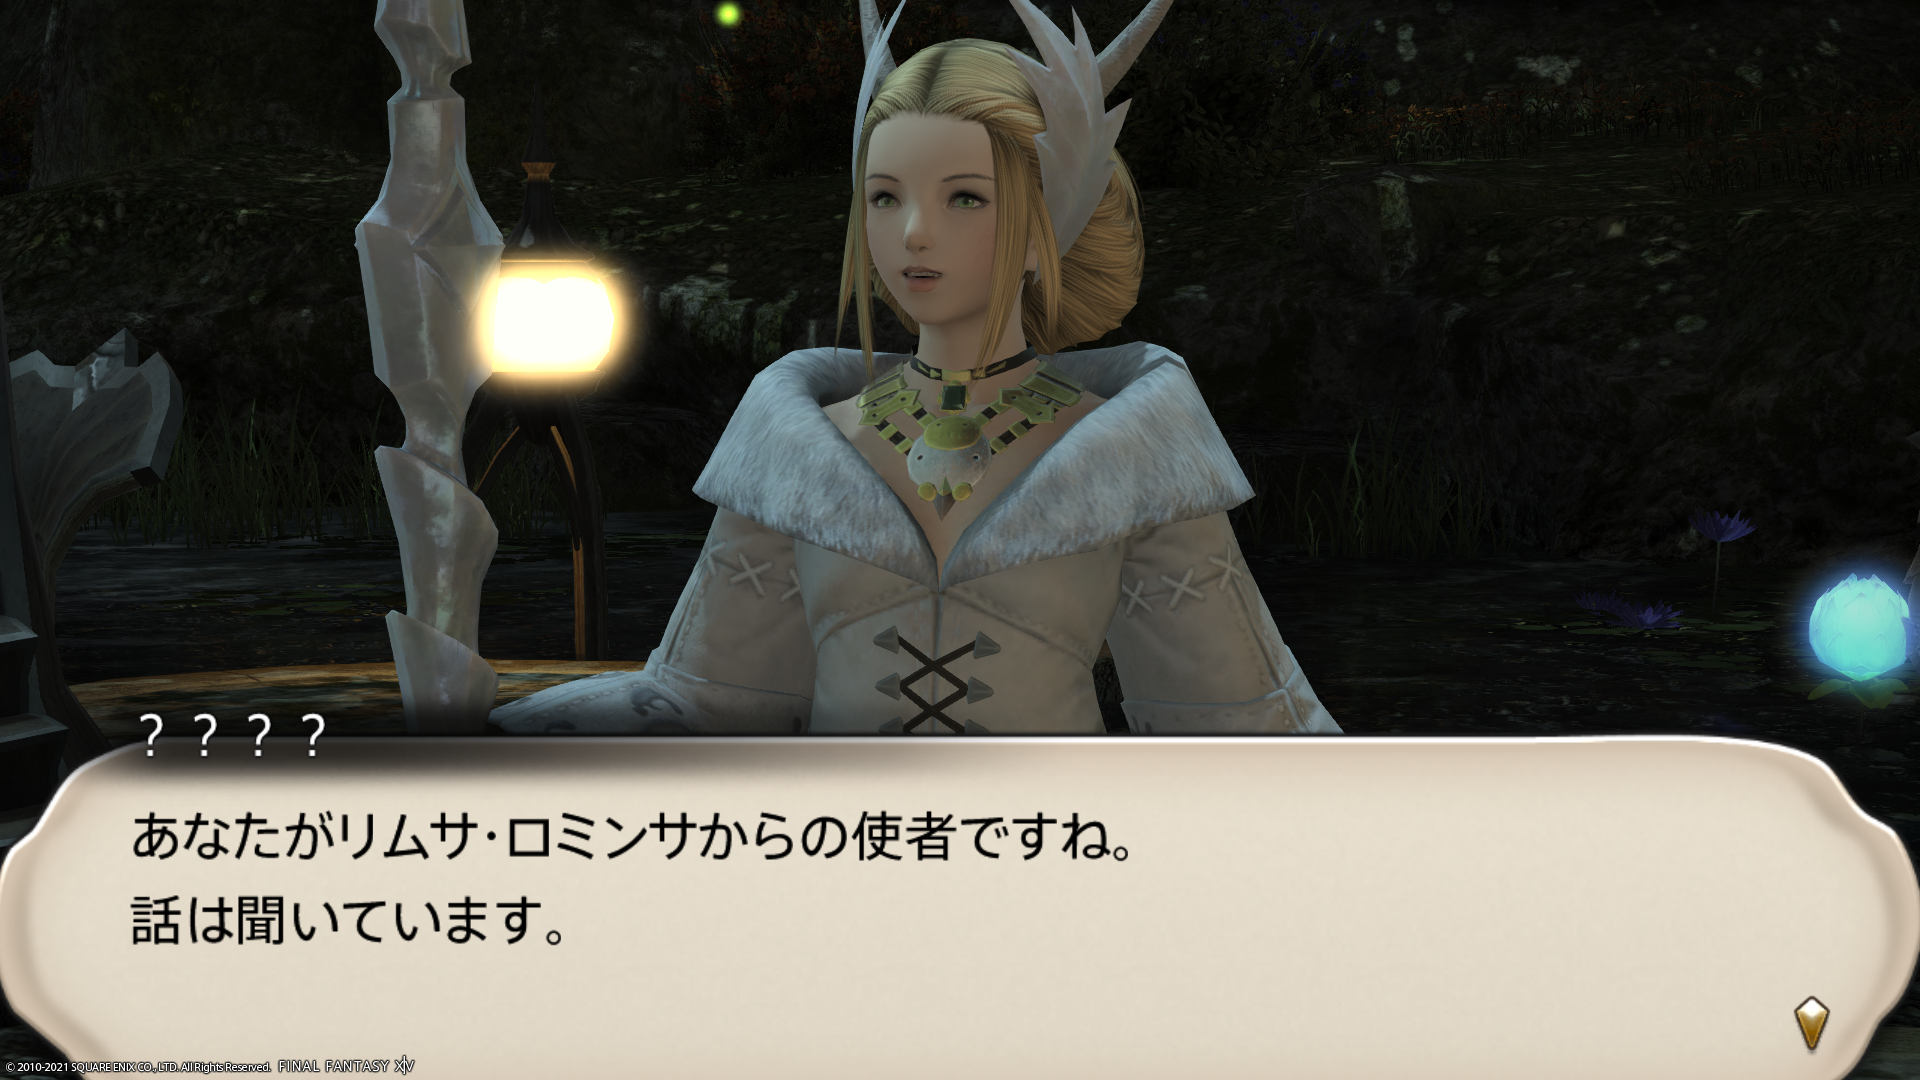 ？？？？
あなたがリムサ・ロミンサからの使者ですね。
話は聞いています。
© 2010-2021 SQUARE ENIX CO., LTD. All Rights Reserved. FINAL FANTASY XIV